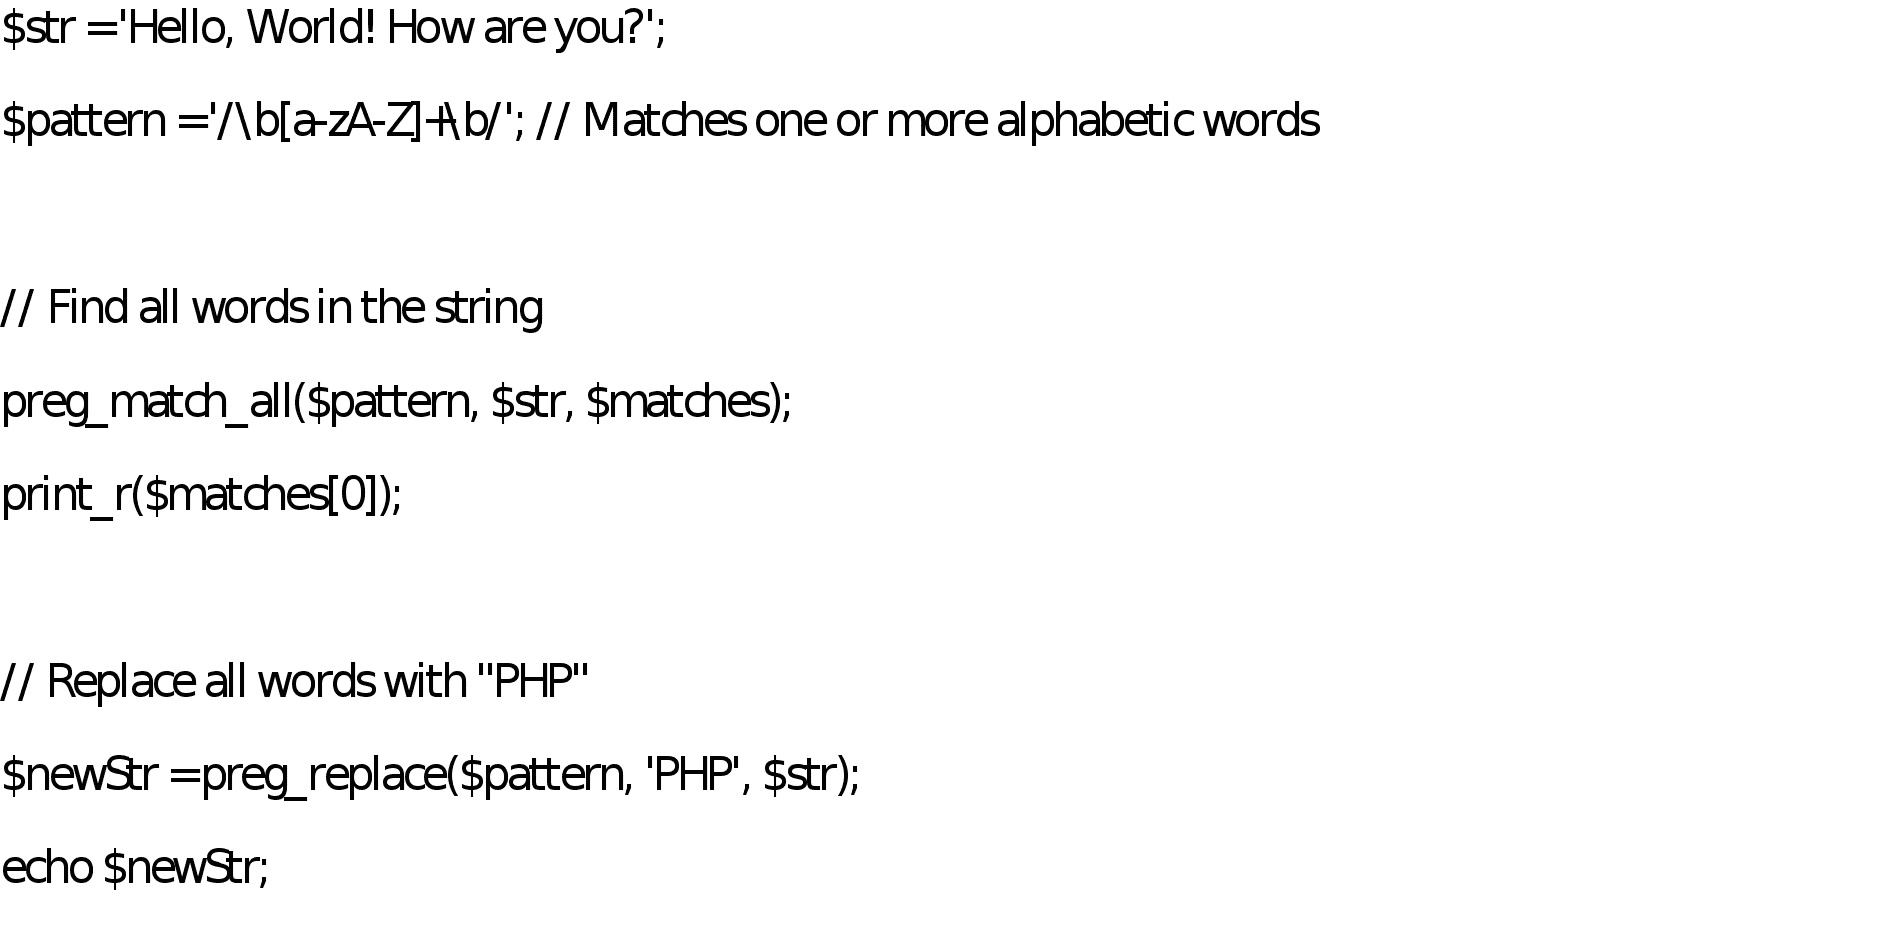 $str = 'Hello, World! How are you?';
$pattern = '/\b[a-zA-Z]+\b/'; // Matches one or more alphabetic words
// Find all words in the string
preg_match_all($pattern, $str, $matches);
print_r($matches[0]);
// Replace all words with "PHP"
$newStr = preg_replace($pattern, 'PHP', $str);
echo $newStr;